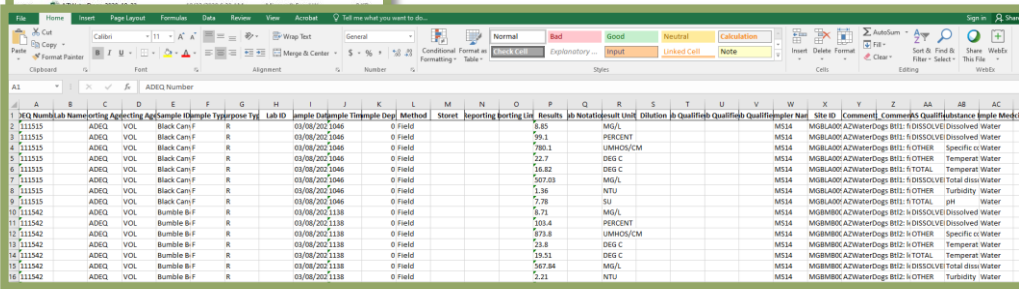 File Home Insert Page Layout Formulas Data Review View Acrobat Tell me what you want to do... Sign in Shar
Cut Calibri 11 A A Wrap Text General Normal Bad Good Neutral Calculation AutoSum
Paste Copy Format Painter B I U Merge & Center $ % , Conditional Formatting Format as Table Check Cell Explanatory ... Input Linked Cell Note Insert Delete Format Fill Clear Sort & Filter Find & Select Share This File WebEx
Clipboard Font Alignment Number Styles Cells Editing WebEx
A1 fx ADEQ Number
A B C D E F G H I J K L M N O P Q R S T U V W X Y Z AA AB AC
1 Lab Name Lab ID Method Storet Results Dilution Site ID Comment
2 111515 ADEQ VOL Black Can F R 03/08/202 1046 0 Field 8.85 MG/L MS14 MGBLA005 AZWaterDogs Btl1: f DISSOLVE Dissolved Water
3 111515 ADEQ VOL Black Can F R 03/08/202 1046 0 Field 99.1 PERCENT MS14 MGBLA005 AZWaterDogs Btl1: f DISSOLVE Dissolved Water
4 111515 ADEQ VOL Black Can F R 03/08/202 1046 0 Field 780.1 UMHOS/CM MS14 MGBLA005 AZWaterDogs Btl1: f OTHER Specific co Water
5 111515 ADEQ VOL Black Can F R 03/08/202 1046 0 Field 22.7 DEG C MS14 MGBLA005 AZWaterDogs Btl1: f OTHER Temperat Water
6 111515 ADEQ VOL Black Can F R 03/08/202 1046 0 Field 16.82 DEG C MS14 MGBLA005 AZWaterDogs Btl1: f TOTAL Temperat Water
7 111515 ADEQ VOL Black Can F R 03/08/202 1046 0 Field 507.03 MG/L MS14 MGBLA005 AZWaterDogs Btl1: f DISSOLVE Total diss Water
8 111515 ADEQ VOL Black Can F R 03/08/202 1046 0 Field 1.36 NTU MS14 MGBLA005 AZWaterDogs Btl1: f OTHER Turbidity Water
9 111515 ADEQ VOL Black Can F R 03/08/202 1046 0 Field 7.78 SU MS14 MGBLA005 AZWaterDogs Btl1: f TOTAL pH Water
10 111542 ADEQ VOL Bumble B F R 03/08/202 1138 0 Field 8.71 MG/L MS14 MGBMB00 AZWaterDogs Btl2: DISSOLVE Dissolved Water
11 111542 ADEQ VOL Bumble B F R 03/08/202 1138 0 Field 103.4 PERCENT MS14 MGBMB00 AZWaterDogs Btl2: DISSOLVE Dissolved Water
12 111542 ADEQ VOL Bumble B F R 03/08/202 1138 0 Field 873.8 UMHOS/CM MS14 MGBMB00 AZWaterDogs Btl2: OTHER Specific co Water
13 111542 ADEQ VOL Bumble B F R 03/08/202 1138 0 Field 23.8 DEG C MS14 MGBMB00 AZWaterDogs Btl2: OTHER Temperat Water
14 111542 ADEQ VOL Bumble B F R 03/08/202 1138 0 Field 19.51 DEG C MS14 MGBMB00 AZWaterDogs Btl2: TOTAL Temperat Water
15 111542 ADEQ VOL Bumble B F R 03/08/202 1138 0 Field 567.84 MG/L MS14 MGBMB00 AZWaterDogs Btl2: DISSOLVE Total diss Water
16 111542 ADEQ VOL Bumble B F R 03/08/202 1138 0 Field 2.21 NTU MS14 MGBMB00 AZWaterDogs Btl2: OTHER Turbidity Water